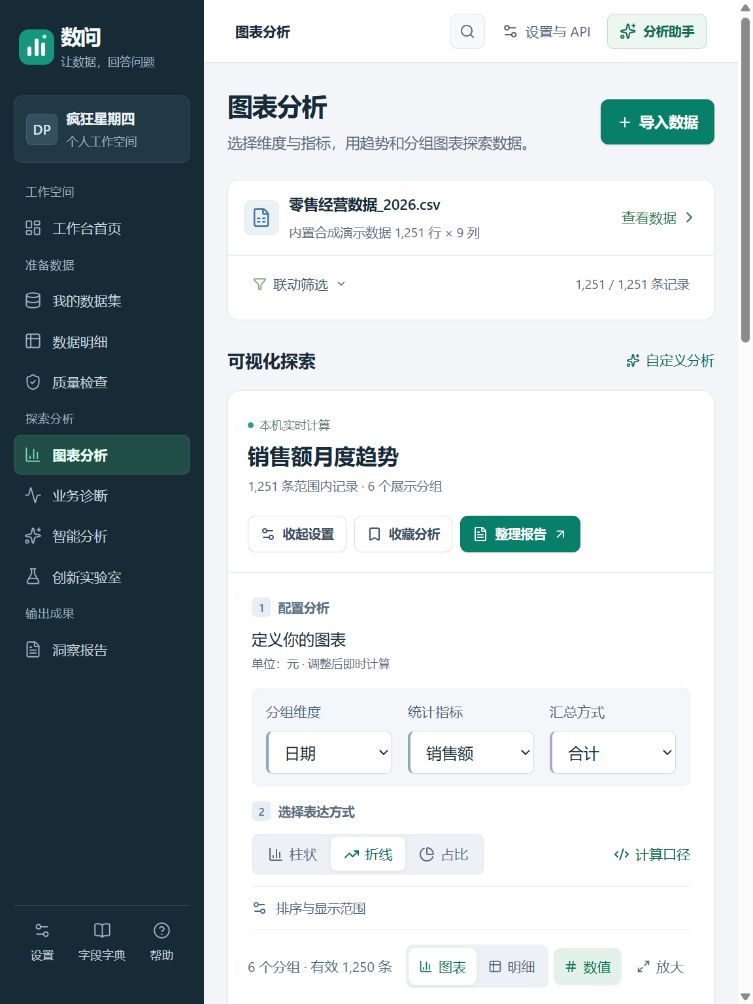 数问
让数据，回答问题
DP
疯狂星期四
个人工作空间
工作空间
工作台首页
准备数据
我的数据集
数据明细
质量检查
探索分析
图表分析
业务诊断
智能分析
创新实验室
输出成果
洞察报告
设置
字段字典
帮助
图表分析
设置与 API
分析助手
图表分析
选择维度与指标，用趋势和分组图表探索数据。
+ 导入数据
零售经营数据_2026.csv
内置合成演示数据 1,251 行 × 9 列
查看数据
联动筛选
1,251 / 1,251 条记录
可视化探索
自定义分析
本机实时计算
销售额月度趋势
1,251 条范围内记录 · 6 个展示分组
收起设置
收藏分析
整理报告
1 配置分析
定义你的图表
单位：元 · 调整后即时计算
分组维度
统计指标
汇总方式
日期
销售额
合计
2 选择表达方式
柱状
折线
占比
</> 计算口径
排序与显示范围
6 个分组 · 有效 1,250 条
图表
明细
# 数值
放大